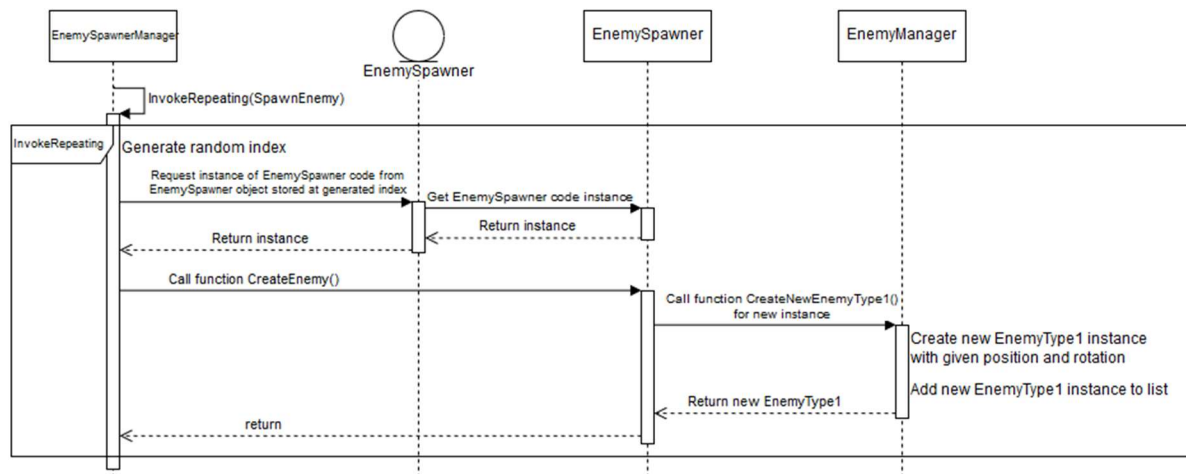 EnemySpawnerManager
EnemySpawner
EnemySpawner
EnemyManager
InvokeRepeating(SpawnEnemy)
InvokeRepeating
Generate random index
Request instance of EnemySpawner code from
EnemySpawner object stored at generated index
Get EnemySpawner code instance
Return instance
Return instance
Call function CreateEnemy()
Call function CreateNewEnemyType1()
for new instance
Create new EnemyType1 instance
with given position and rotation
Add new EnemyType1 instance to list
Return new EnemyType1
return